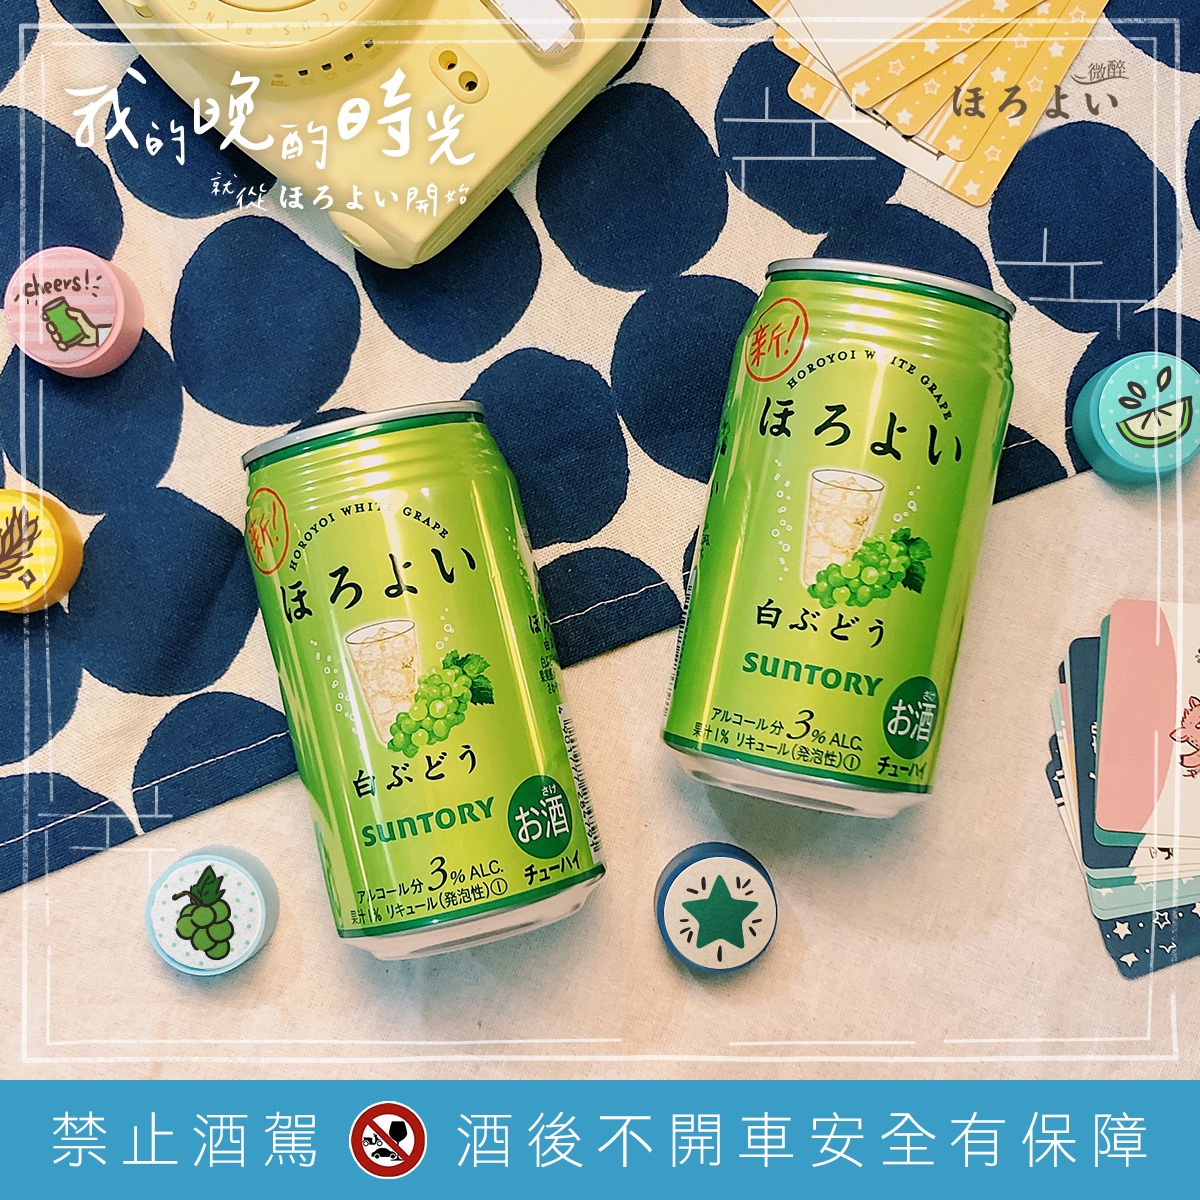 FOCUS RANGE
我的晚酌時光
就從ほろよい開始
微醉
ほろよい
cheers!
新!
HOROYOI WHITE GRAPE
ほろよい
白ぶどう
SUNTORY
さけ
お酒
アルコール分 3% ALC.
果汁1% リキュール(発泡性)①
チューハイ
新!
HOROYOI WHITE GRAPE
ほろよい
白ぶどう
SUNTORY
さけ
お酒
アルコール分 3% ALC.
果汁1% リキュール(発泡性)①
チューハイ
禁止酒駕 酒後不開車安全有保障